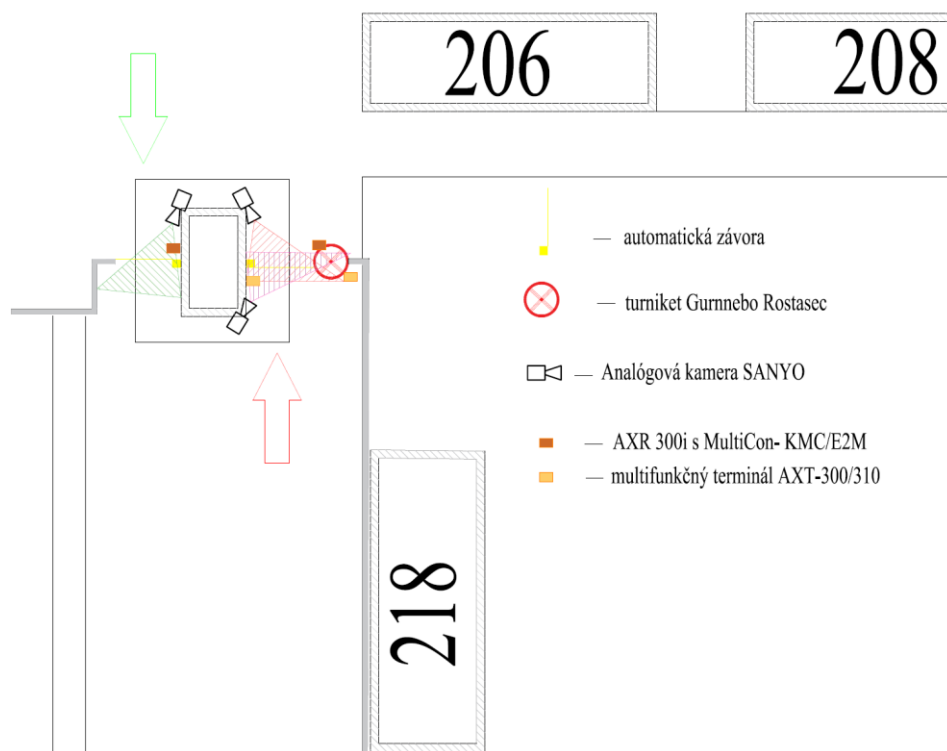 206
208
automatická závora
turniket Gurnnebo Rostasec
Analógová kamera SANYO
AXR 300i s MultiCon- KMC/E2M
multifunkčný terminál AXT-300/310
218